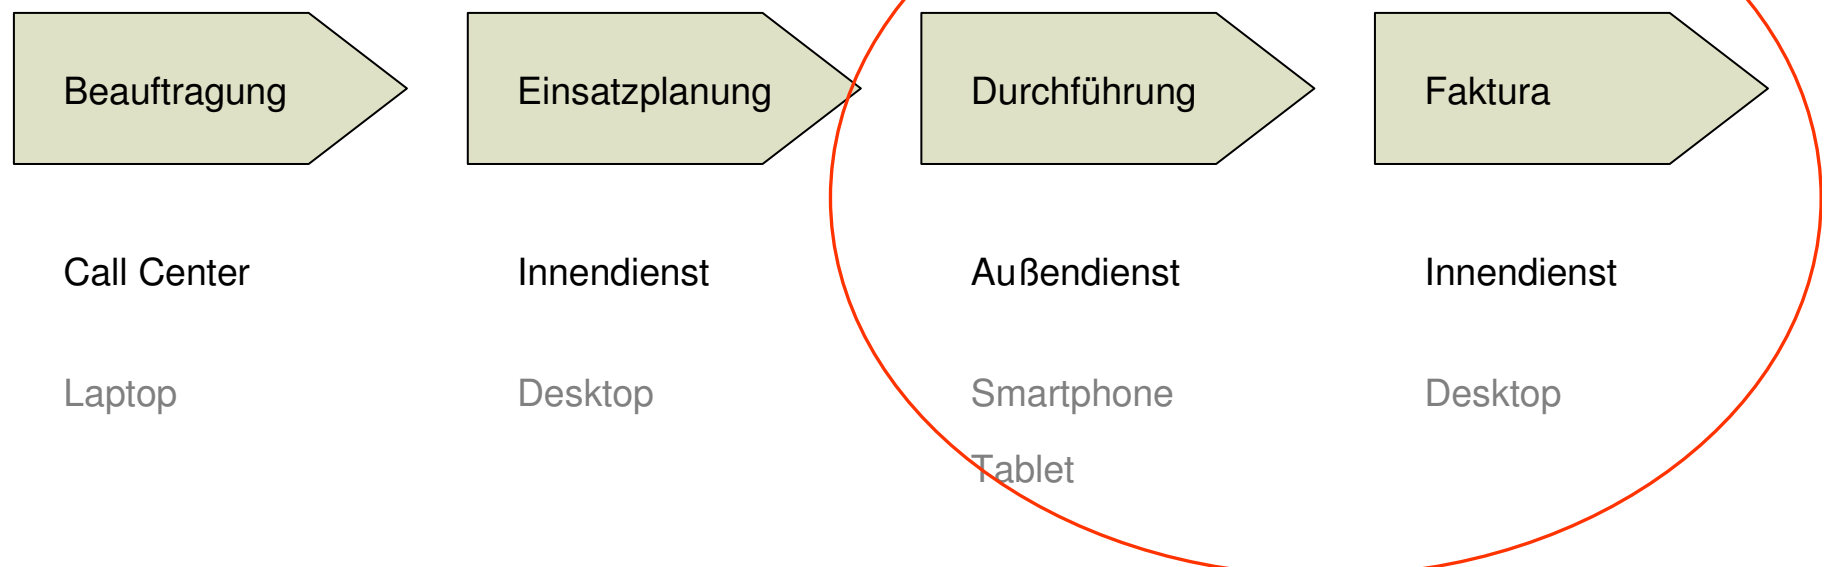 Beauftragung Einsatzplanung Durchführung Faktura
Call Center Innendienst Außendienst Innendienst
Laptop Desktop Smartphone Desktop
Tablet